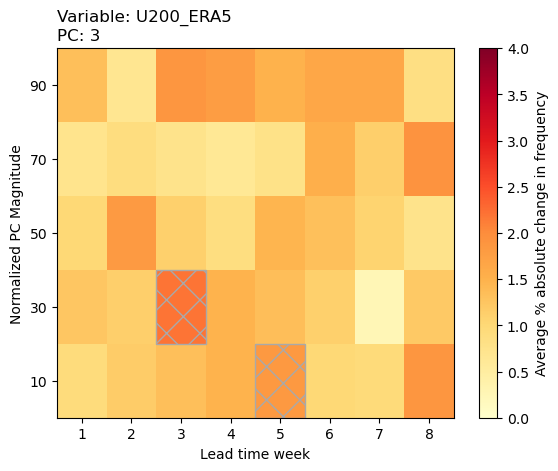 Variable: U200_ERA5
PC: 3
90
70
50
30
10
Normalized PC Magnitude
1 2 3 4 5 6 7 8
Lead time week
4.0
3.5
3.0
2.5
2.0
1.5
1.0
0.5
0.0
Average % absolute change in frequency